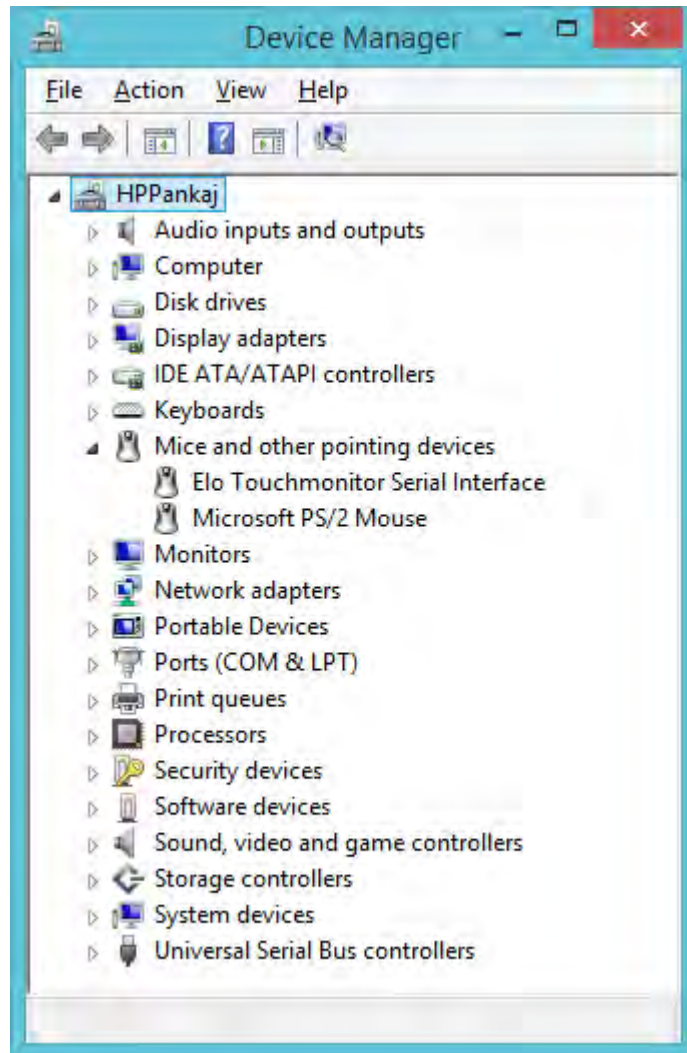 Device Manager
File Action View Help
HPPankaj
Audio inputs and outputs
Computer
Disk drives
Display adapters
IDE ATA/ATAPI controllers
Keyboards
Mice and other pointing devices
Elo Touchmonitor Serial Interface
Microsoft PS/2 Mouse
Monitors
Network adapters
Portable Devices
Ports (COM & LPT)
Print queues
Processors
Security devices
Software devices
Sound, video and game controllers
Storage controllers
System devices
Universal Serial Bus controllers